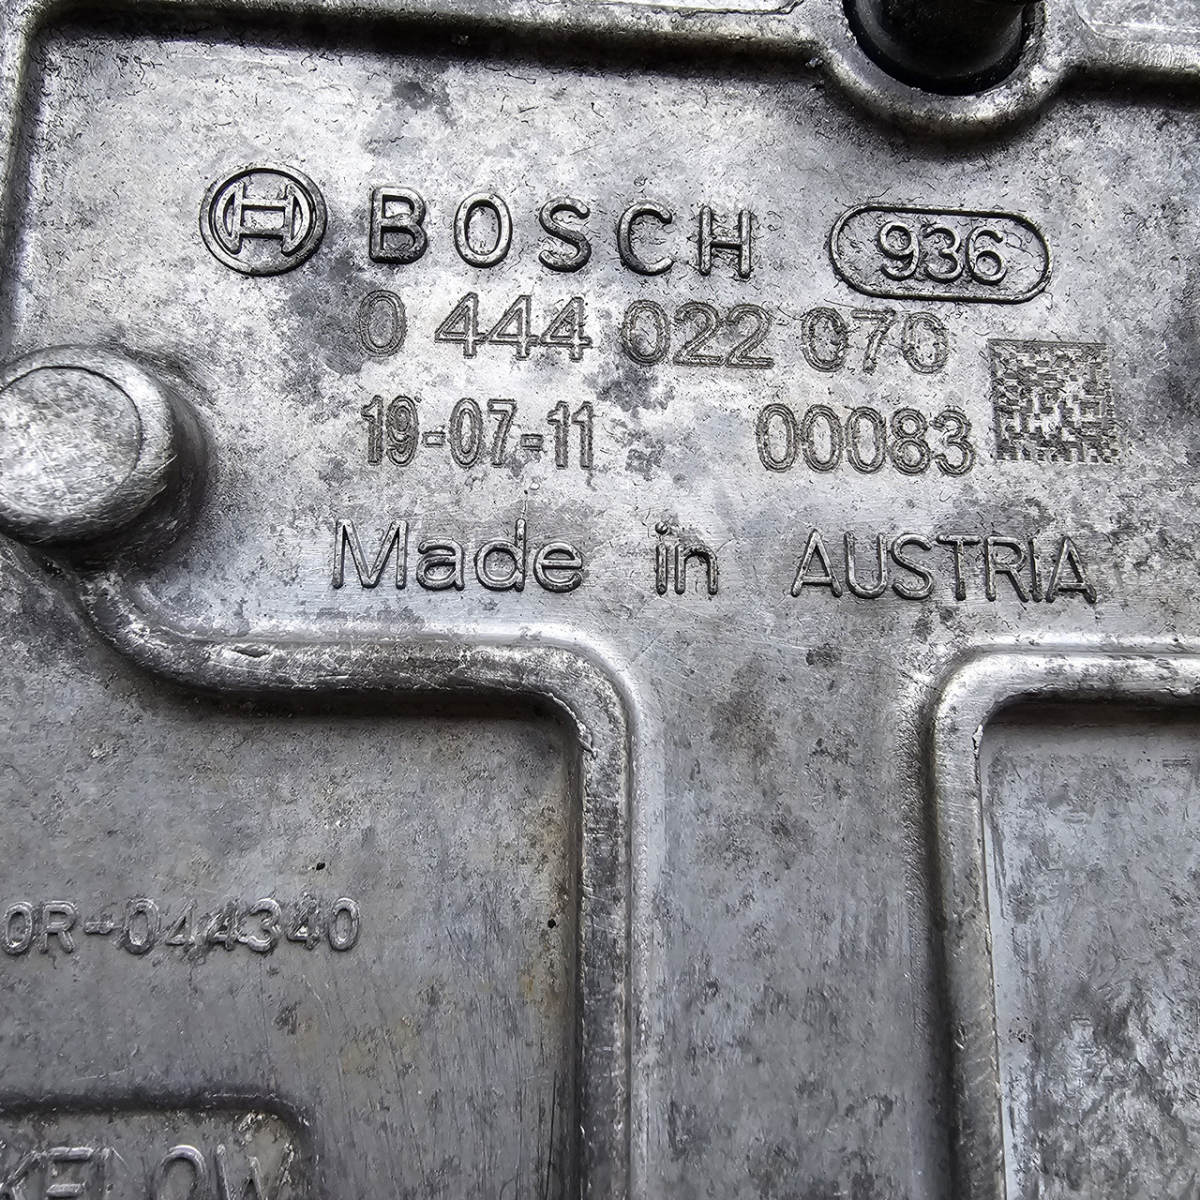 BOSCH 936
0 444 022 070
19-07-11 00083
Made in AUSTRIA
0R-044340